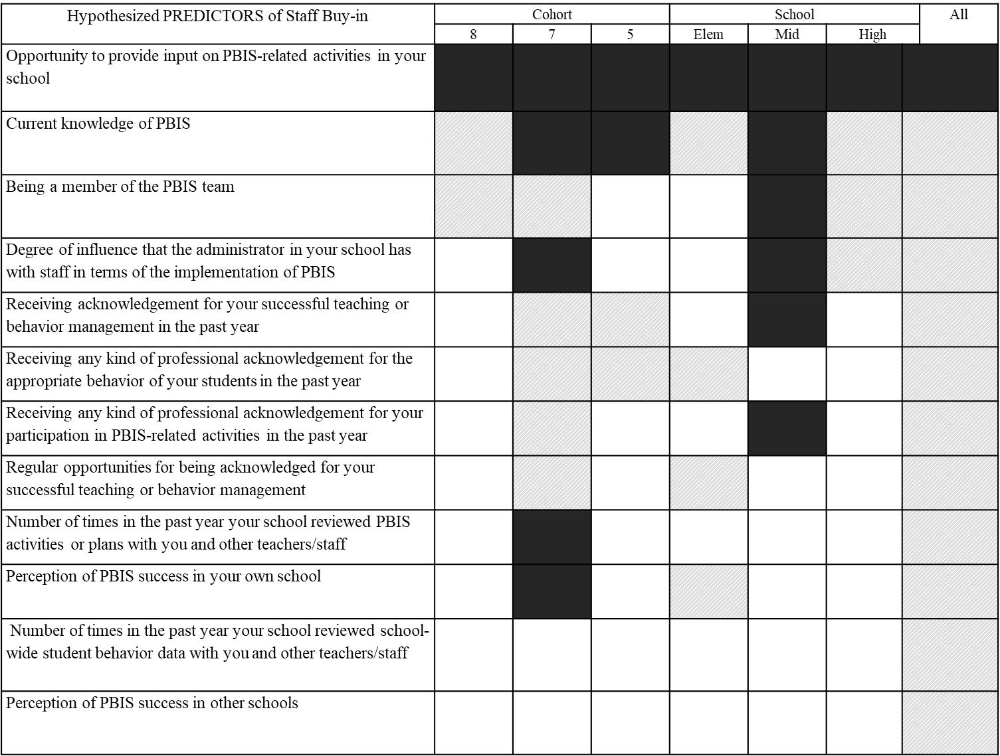 Hypothesized PREDICTORS of Staff Buy-in
Cohort
School
All
8
7
5
Elem
Mid
High
Opportunity to provide input on PBIS-related activities in your
school
Current knowledge of PBIS
Being a member of the PBIS team
Degree of influence that the administrator in your school has
with staff in terms of the implementation of PBIS
Receiving acknowledgement for your successful teaching or
behavior management in the past year
Receiving any kind of professional acknowledgement for the
appropriate behavior of your students in the past year
Receiving any kind of professional acknowledgement for your
participation in PBIS-related activities in the past year
Regular opportunities for being acknowledged for your
successful teaching or behavior management
Number of times in the past year your school reviewed PBIS
activities or plans with you and other teachers/staff
Perception of PBIS success in your own school
Number of times in the past year your school reviewed school-
wide student behavior data with you and other teachers/staff
Perception of PBIS success in other schools